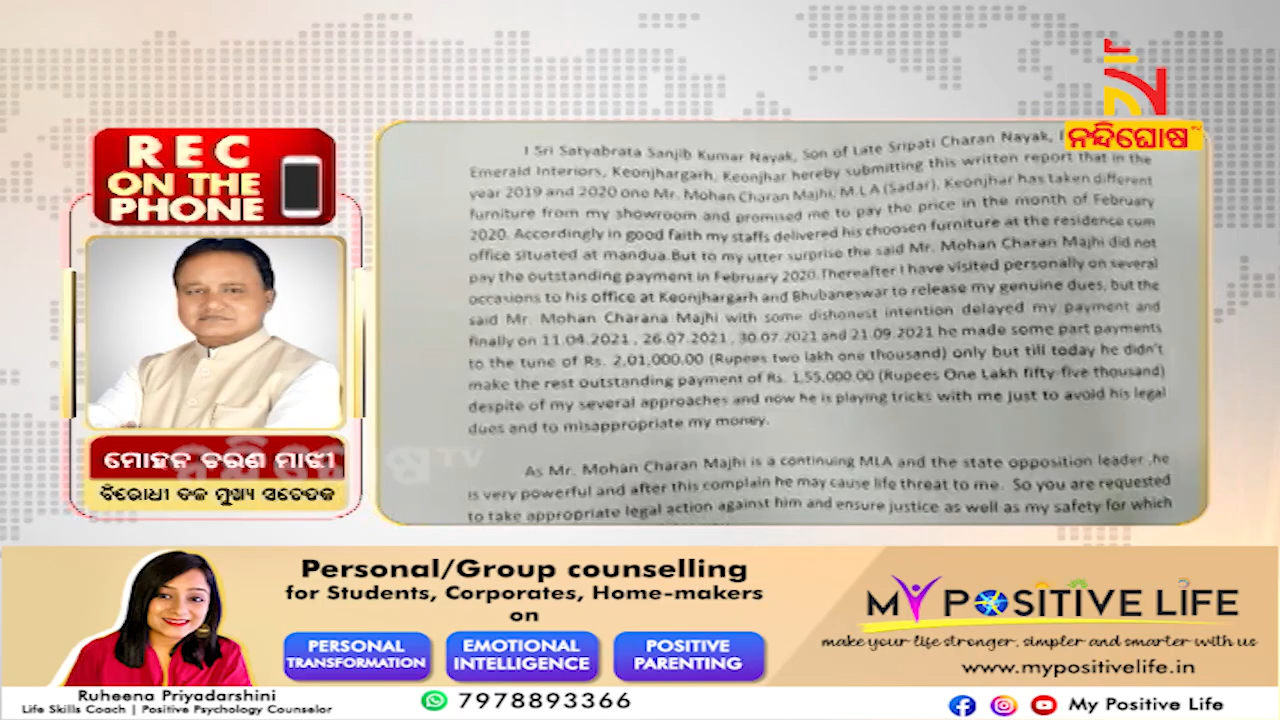 REC
ON THE
PHONE
ମୋହନ ଚରଣ ମାଝୀ
ବିରୋଧୀ ଦଳ ମୁଖ୍ୟ ସଚେତକ
ନନ୍ଦିଘୋଷ TV
I Sri Satyabrata Sanjib Kumar Nayak, Son of Late Sripati Charan Nayak,
Emerald Interiors, Keonjhargarh, Keonjhar hereby submitting this written report that in the
year 2019 and 2020 one Mr. Mohan Charan Majhi, M.L.A (Sadar), Keonjhar has taken different
furniture from my showroom and promised me to pay the price in the month of February
2020. Accordingly in good faith my staffs delivered his choosen furniture at the residence cum
office situated at mandua. But to my utter surprise the said Mr. Mohan Charan Majhi did not
pay the outstanding payment in February 2020. Thereafter I have visited personally on several
occasions to his office at Keonjhargarh and Bhubaneswar to release my genuine dues, but the
said Mr. Mohan Charana Majhi with some dishonest intention delayed my payment and
finally on 11.04.2021 , 26.07.2021 , 30.07.2021 and 21.09.2021 he made some part payments
to the tune of Rs. 2,01,000.00 (Rupees two lakh one thousand) only but till today he didn't
make the rest outstanding payment of Rs. 1,55,000.00 (Rupees One Lakh fifty-five thousand)
despite of my several approaches and now he is playing tricks with me just to avoid his legal
dues and to misappropriate my money.
As Mr. Mohan Charan Majhi is a continuing MLA and the state opposition leader ,he
is very powerful and after this complain he may cause life threat to me. So you are requested
to take appropriate legal action against him and ensure justice as well as my safety for which
Personal/Group counselling
for Students, Corporates, Home-makers
on
PERSONAL TRANSFORMATION
EMOTIONAL INTELLIGENCE
POSITIVE PARENTING
MY POSITIVE LIFE
make your life stronger, simpler and smarter with us
www.mypositivelife.in
Ruheena Priyadarshini
Life Skills Coach | Positive Psychology Counselor
7978893366
My Positive Life